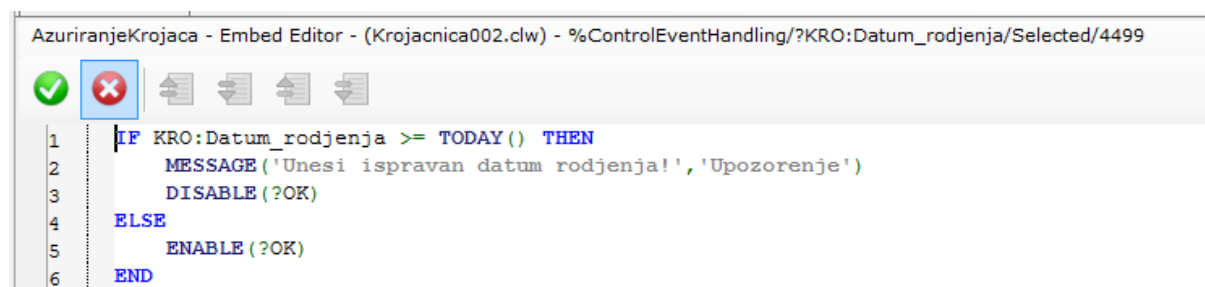 AzuriranjeKrojaca - Embed Editor - (Krojacnica002.clw) - %ControlEventHandling/?KRO:Datum_rodjenja/Selected/4499
1 IF KRO:Datum_rodjenja >= TODAY() THEN
2 MESSAGE('Unesi ispravan datum rodjenja!','Upozorenje')
3 DISABLE(?OK)
4 ELSE
5 ENABLE(?OK)
6 END